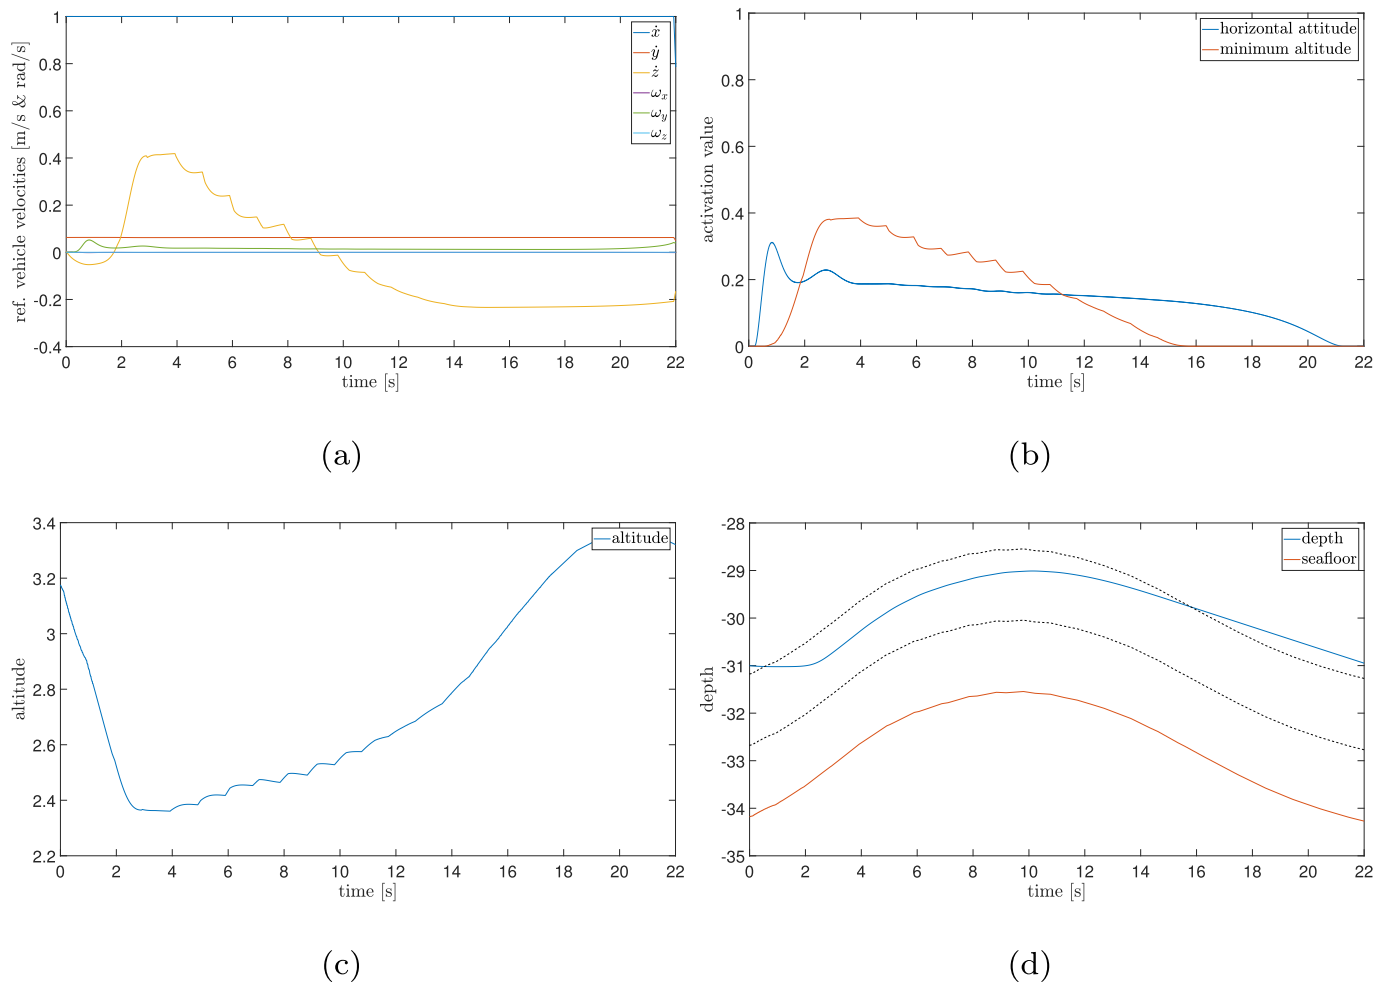 ref. vehicle velocities [m/s & rad/s]
1
0.8
0.6
0.4
0.2
0
-0.2
-0.4
0 2 4 6 8 10 12 14 16 18 20 22
time [s]
ẋ
ẏ
ż
ωx
ωy
ωz
(a)
activation value
1
0.8
0.6
0.4
0.2
0
0 2 4 6 8 10 12 14 16 18 20 22
time [s]
horizontal attitude
minimum altitude
(b)
altitude
3.4
3.2
3
2.8
2.6
2.4
2.2
0 2 4 6 8 10 12 14 16 18 20 22
time [s]
altitude
(c)
depth
-28
-29
-30
-31
-32
-33
-34
-35
0 2 4 6 8 10 12 14 16 18 20 22
time [s]
depth
seafloor
(d)